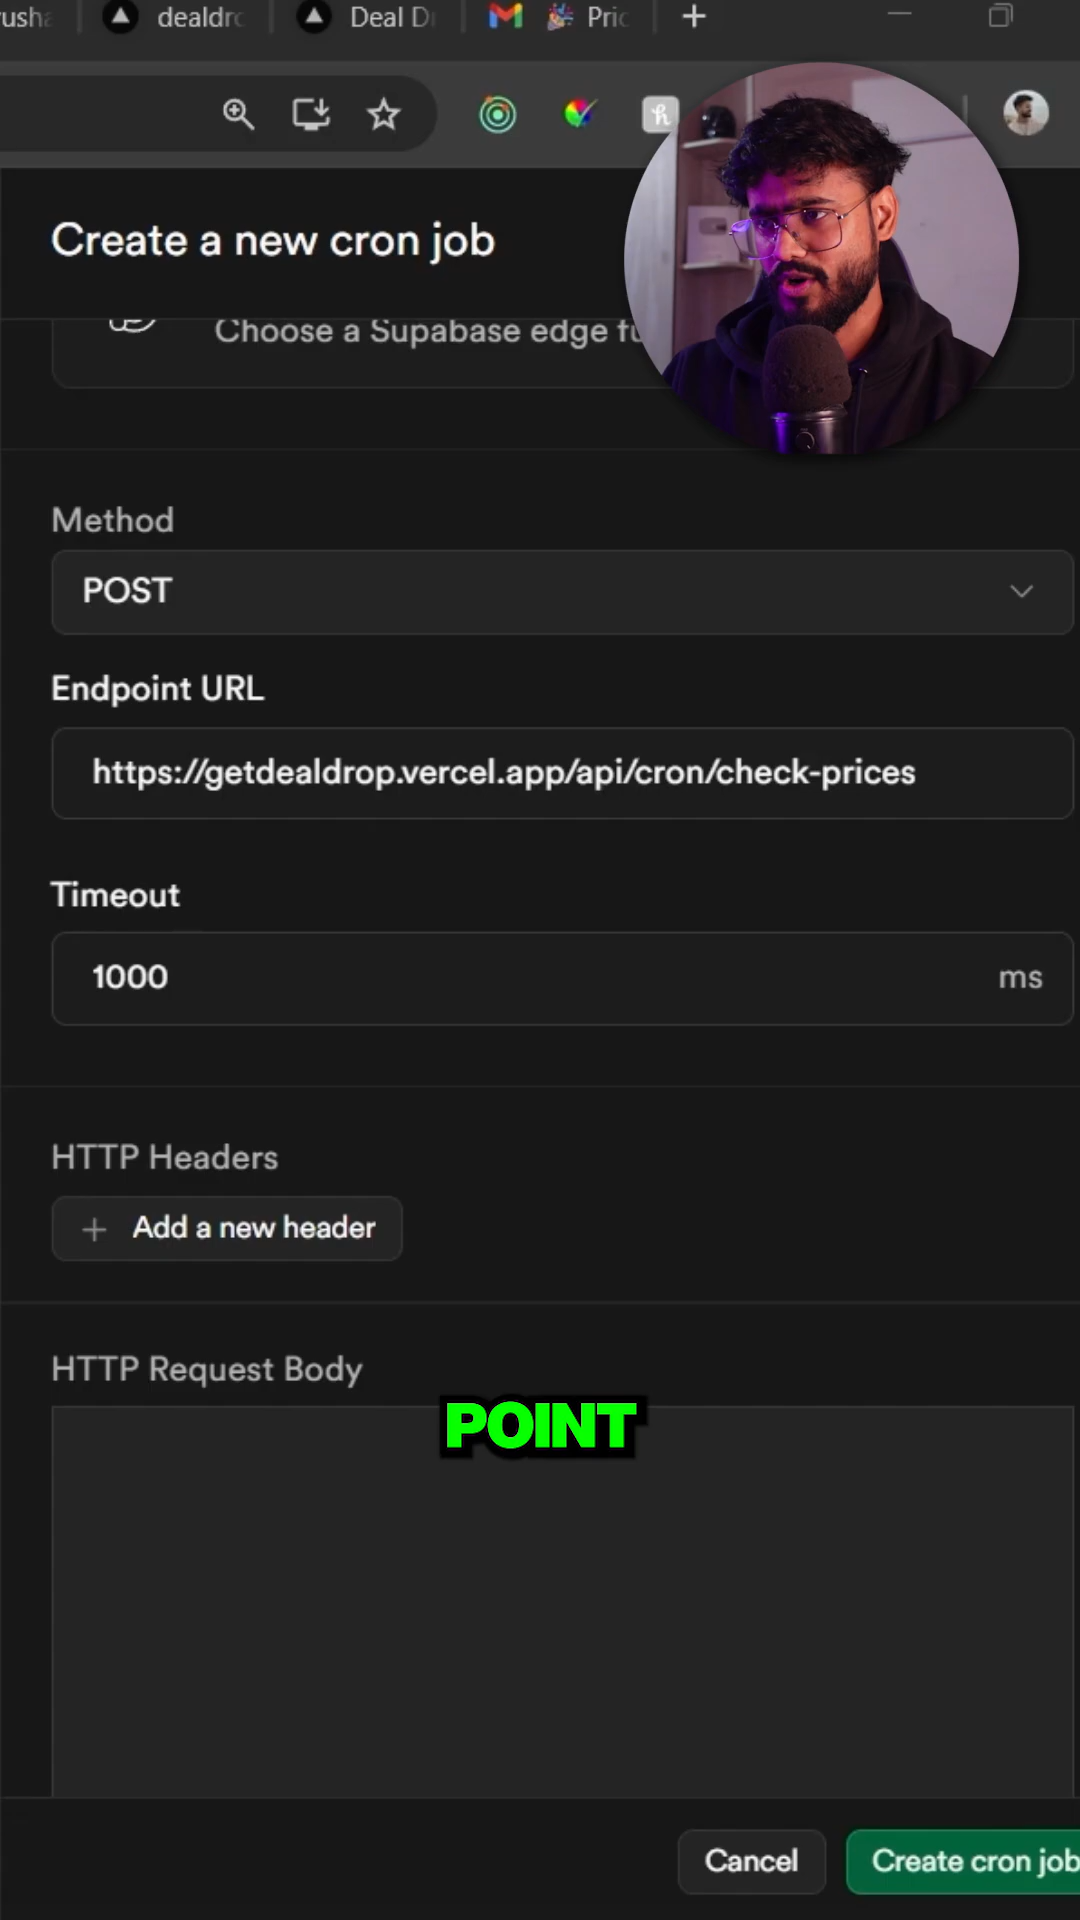 dealdr
Deal D
Pric
Create a new cron job
Choose a Supabase edge fu
Method
POST
Endpoint URL
https://getdealdrop.vercel.app/api/cron/check-prices
Timeout
1000 ms
HTTP Headers
+ Add a new header
HTTP Request Body
POINT
Cancel
Create cron job